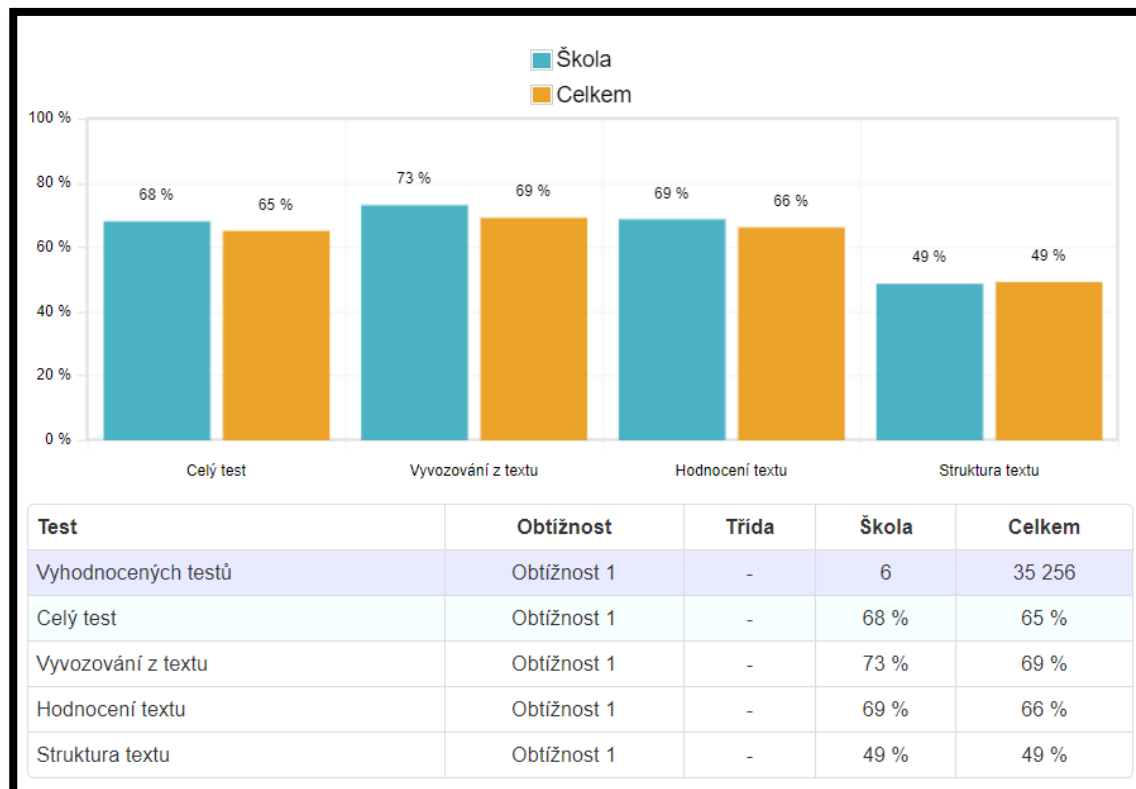 Škola
Celkem
100 %
80 %
60 %
40 %
20 %
0 %
68 %
65 %
73 %
69 %
69 %
66 %
49 %
49 %
Celý test
Vyvozování z textu
Hodnocení textu
Struktura textu
Test Obtížnost Třída Škola Celkem
Vyhodnocených testů Obtížnost 1 - 6 35 256
Celý test Obtížnost 1 - 68 % 65 %
Vyvozování z textu Obtížnost 1 - 73 % 69 %
Hodnocení textu Obtížnost 1 - 69 % 66 %
Struktura textu Obtížnost 1 - 49 % 49 %